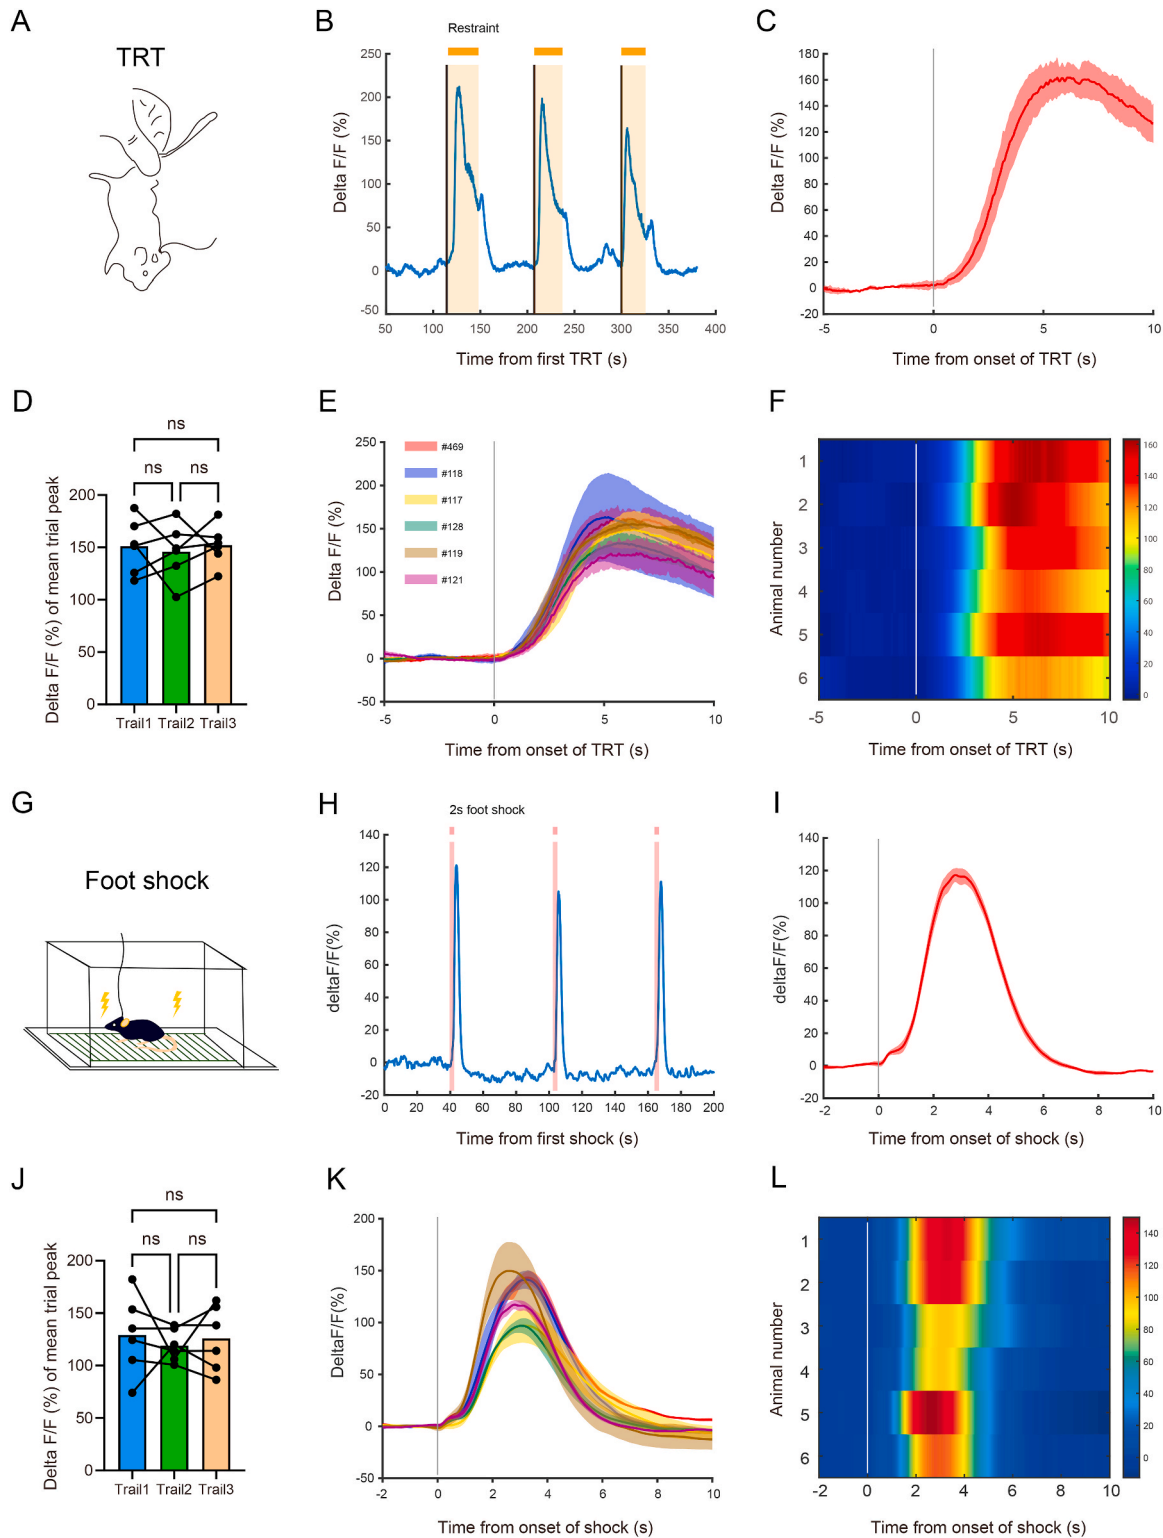 A
TRT
B
Restraint
Delta F/F (%)
250
200
150
100
50
0
-50
50 100 150 200 250 300 350 400
Time from first TRT (s)
C
Delta F/F (%)
180
160
140
120
100
80
60
40
20
0
-20
-5 0 5 10
Time from onset of TRT (s)
D
ns
ns ns
Delta F/F (%) of mean trial peak
200
150
100
50
0
Trail1 Trail2 Trail3
E
Delta F/F (%)
250
200
150
100
50
0
-50
#469
#118
#117
#128
#119
#121
-5 0 5 10
Time from onset of TRT (s)
F
Animal number
1
2
3
4
5
6
-5 0 5 10
Time from onset of TRT (s)
160
140
120
100
80
60
40
20
0
G
Foot shock
H
2s foot shock
deltaF/F(%)
140
120
100
80
60
40
20
0
-20
0 20 40 60 80 100 120 140 160 180 200
Time from first shock (s)
I
deltaF/F(%)
140
120
100
80
60
40
20
0
-20
-2 0 2 4 6 8 10
Time from onset of shock (s)
J
ns
ns ns
Delta F/F (%) of mean trial peak
200
150
100
50
0
Trail1 Trail2 Trail3
K
DeltaF/F(%)
200
150
100
50
0
-50
-2 0 2 4 6 8 10
Time from onset of shock (s)
L
Animal number
1
2
3
4
5
6
-2 0 2 4 6 8 10
Time from onset of shock (s)
140
120
100
80
60
40
20
0